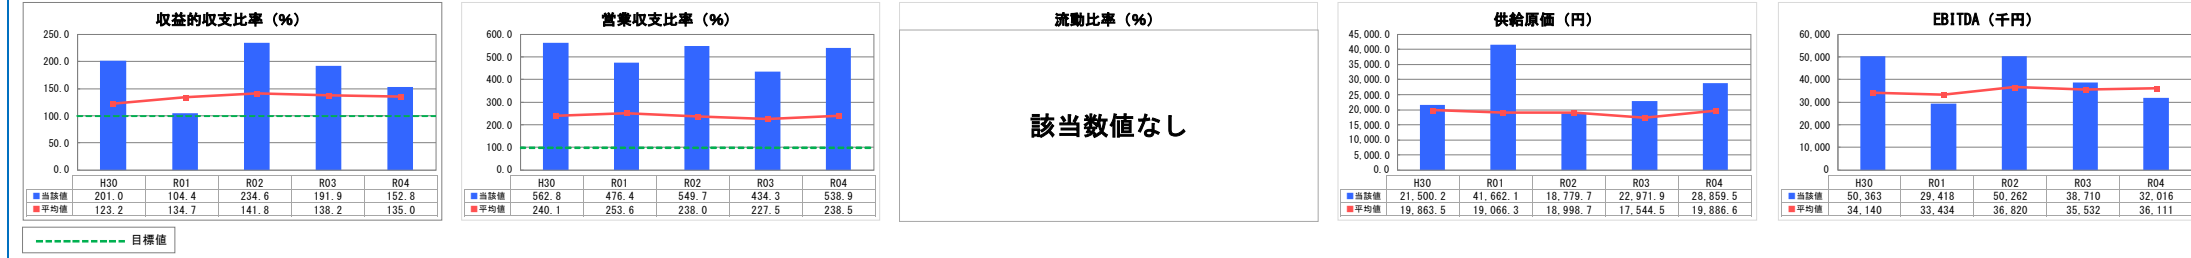 収益的収支比率（%）
250.0
200.0
150.0
100.0
50.0
0.0
H30 R01 R02 R03 R04
当該値 201.0 104.4 234.6 191.9 152.8
平均値 123.2 134.7 141.8 138.2 135.0
目標値
営業収支比率（%）
600.0
500.0
400.0
300.0
200.0
100.0
0.0
H30 R01 R02 R03 R04
当該値 562.8 476.4 549.7 434.3 538.9
平均値 240.1 253.6 238.0 227.5 238.5
流動比率（%）
該当数値なし
供給原価（円）
45,000.0
40,000.0
35,000.0
30,000.0
25,000.0
20,000.0
15,000.0
10,000.0
5,000.0
0.0
H30 R01 R02 R03 R04
当該値 21,500.2 41,662.1 18,779.7 22,971.9 28,859.5
平均値 19,863.5 19,066.3 18,998.7 17,544.5 19,886.6
EBITDA（千円）
60,000
50,000
40,000
30,000
20,000
10,000
0
H30 R01 R02 R03 R04
当該値 50,363 29,418 50,262 38,710 32,016
平均値 34,140 33,434 36,820 35,532 36,111